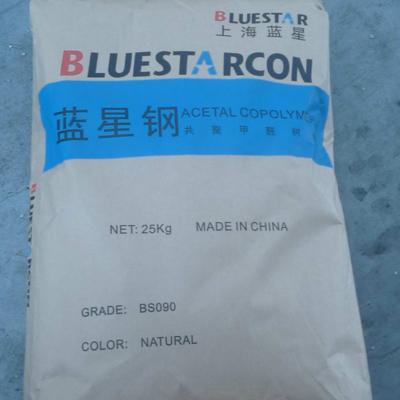 BLUESTAR
上海蓝星
BLUESTARCON
蓝星钢
ACETAL COPOLYM
共聚甲醛树
NET: 25Kg MADE IN CHINA
GRADE: BS090
COLOR: NATURAL